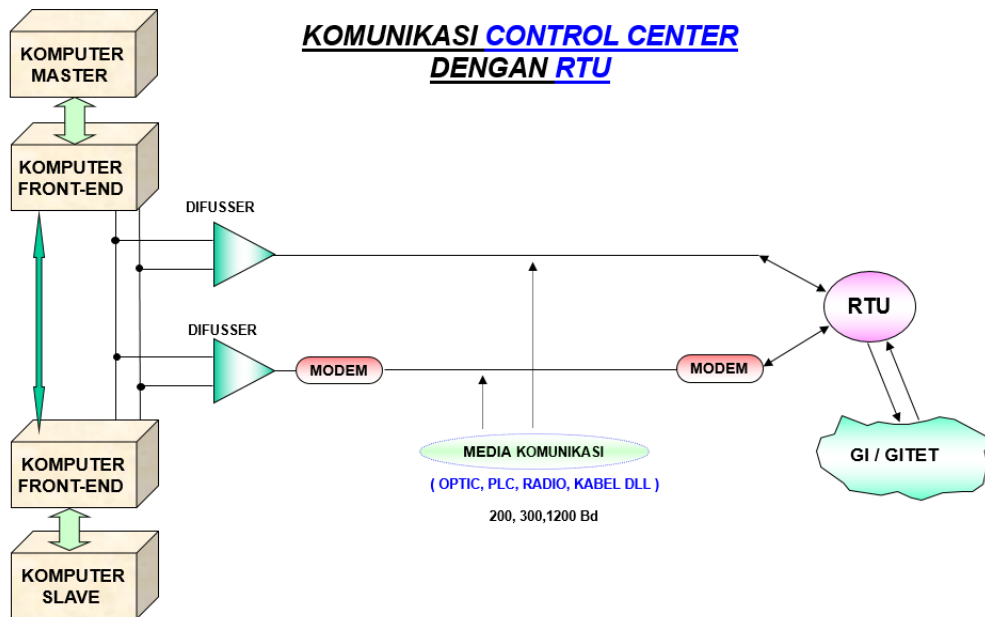 KOMUNIKASI CONTROL CENTER
DENGAN RTU
KOMPUTER
MASTER
KOMPUTER
FRONT-END
DIFUSSER
DIFUSSER
MODEM
MODEM
RTU
GI / GITET
MEDIA KOMUNIKASI
( OPTIC, PLC, RADIO, KABEL DLL )
200, 300,1200 Bd
KOMPUTER
FRONT-END
KOMPUTER
SLAVE